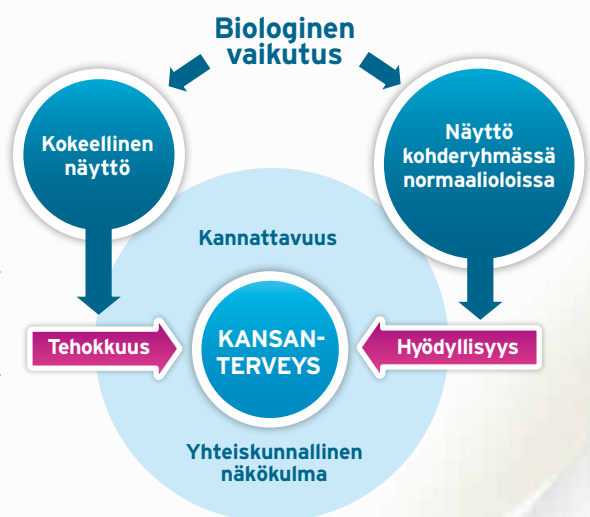 Biologinen
vaikutus
Kokeellinen
näyttö
Näyttö
kohderyhmässä
normaalioloissa
Kannattavuus
Tehokkuus
KANSAN-
TERVEYS
Hyödyllisyys
Yhteiskunnallinen
näkökulma